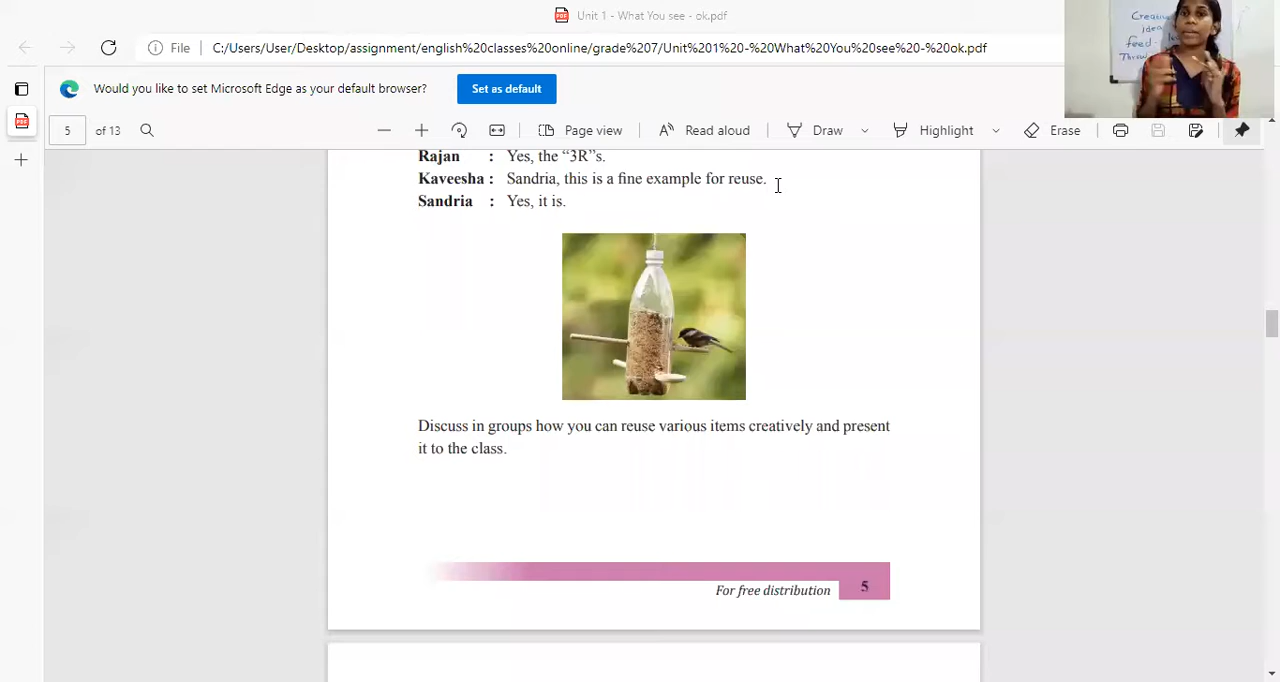 Unit 1 - What You see - ok.pdf
File
C:/Users/User/Desktop/assignment/english%20classes%20online/grade%207/Unit%201%20-%20What%20You%20see%20-%20ok.pdf
Creative
idea
feed -
Throw
Would you like to set Microsoft Edge as your default browser?
Set as default
5 of 13
Page view
Read aloud
Draw
Highlight
Erase
Rajan : Yes, the “3R”s.
Kaveesha : Sandria, this is a fine example for reuse.
Sandria : Yes, it is.
Discuss in groups how you can reuse various items creatively and present
it to the class.
For free distribution
5